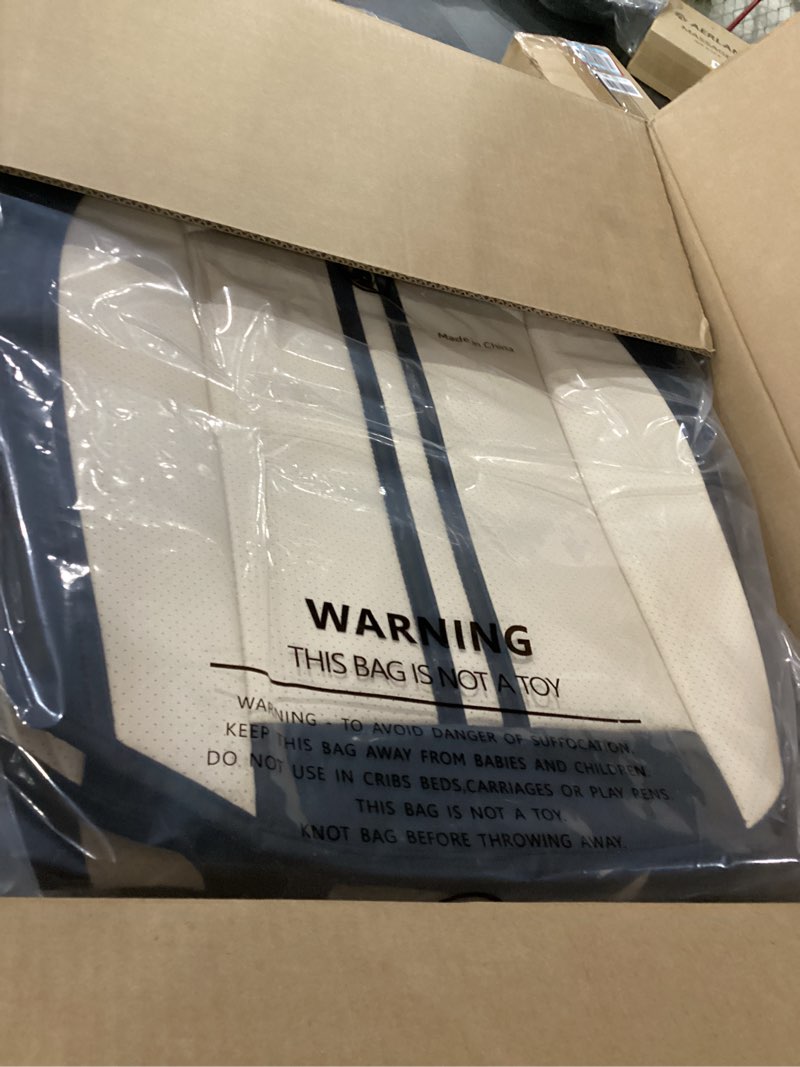 AERLAN
MASSAGE
Made in China
WARNING
THIS BAG IS NOT A TOY
WARNING - TO AVOID DANGER OF SUFFOCATION.
KEEP THIS BAG AWAY FROM BABIES AND CHILDREN.
DO NOT USE IN CRIBS BEDS,CARRIAGES OR PLAY PENS.
THIS BAG IS NOT A TOY.
KNOT BAG BEFORE THROWING AWAY.